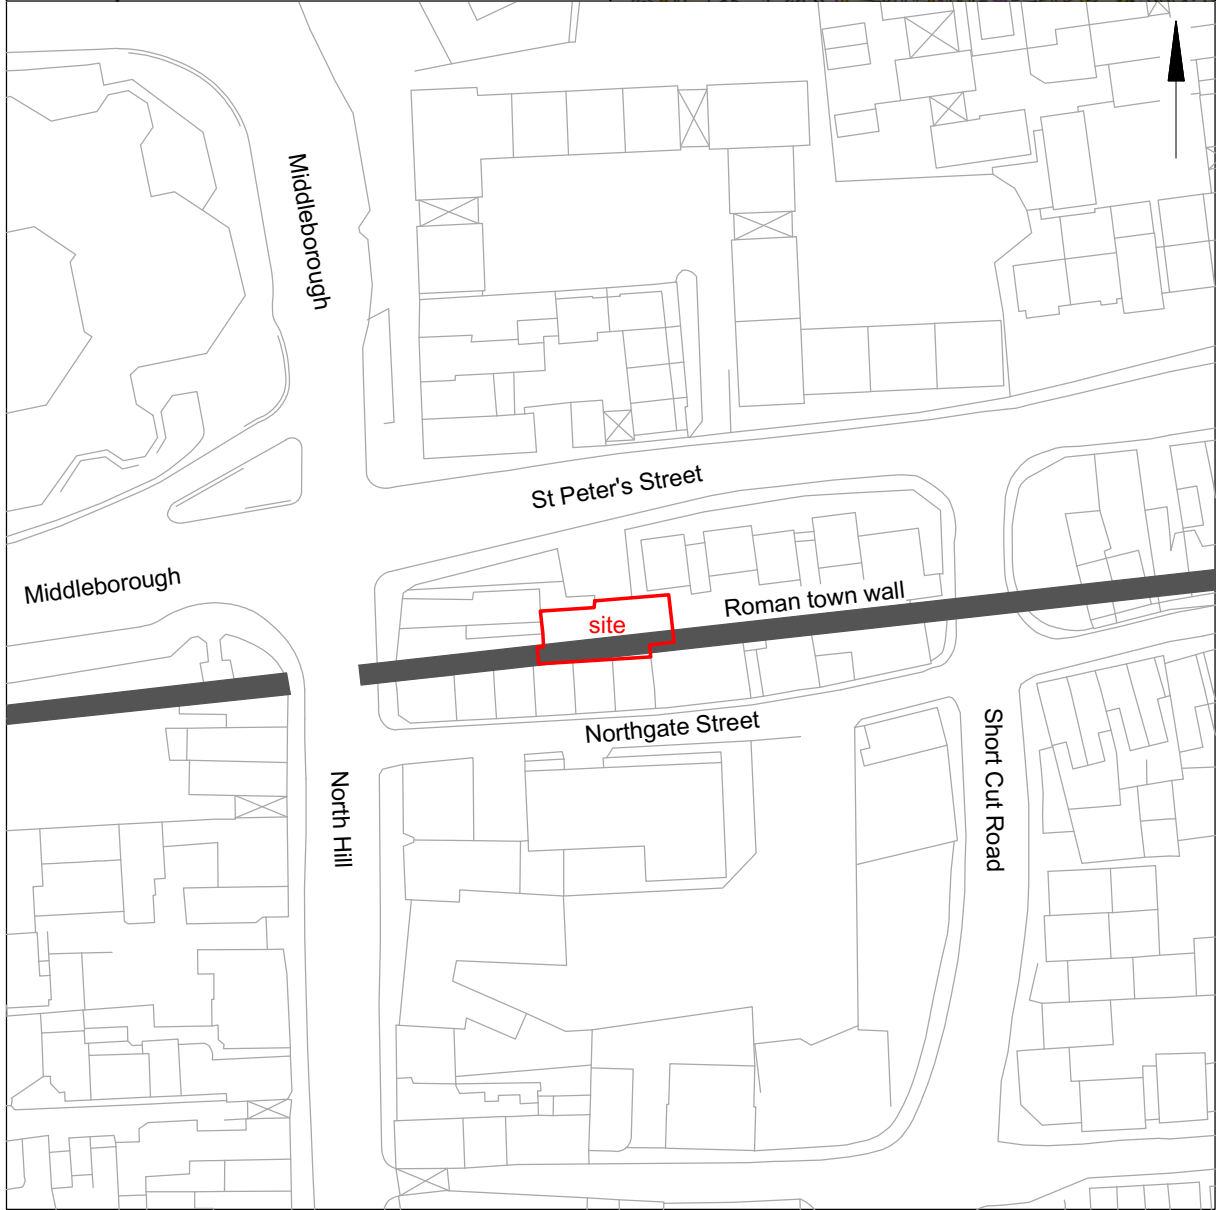 Middleborough
St Peter's Street
Middleborough
Roman town wall
site
Northgate Street
North Hill
Short Cut Road